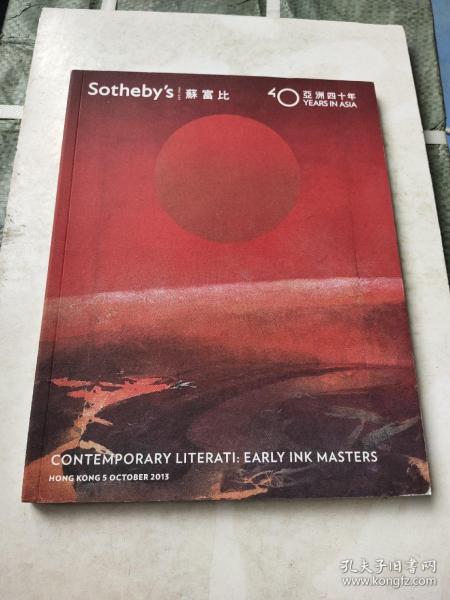 Sotheby's 蘇富比
40 亞洲四十年
YEARS IN ASIA
CONTEMPORARY LITERATI: EARLY INK MASTERS
HONG KONG 5 OCTOBER 2013
孔夫子旧书网
www.kongfz.com